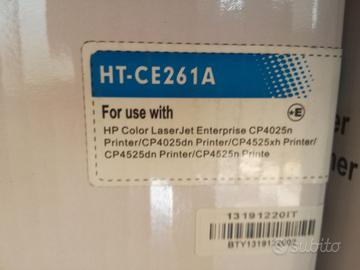 HT-CE261A
For use with
+E
HP Color LaserJet Enterprise CP4025n
Printer/CP4025dn Printer/CP4525xh Printer/
CP4525dn Printer/CP4525n Printe
13191220IT
subito